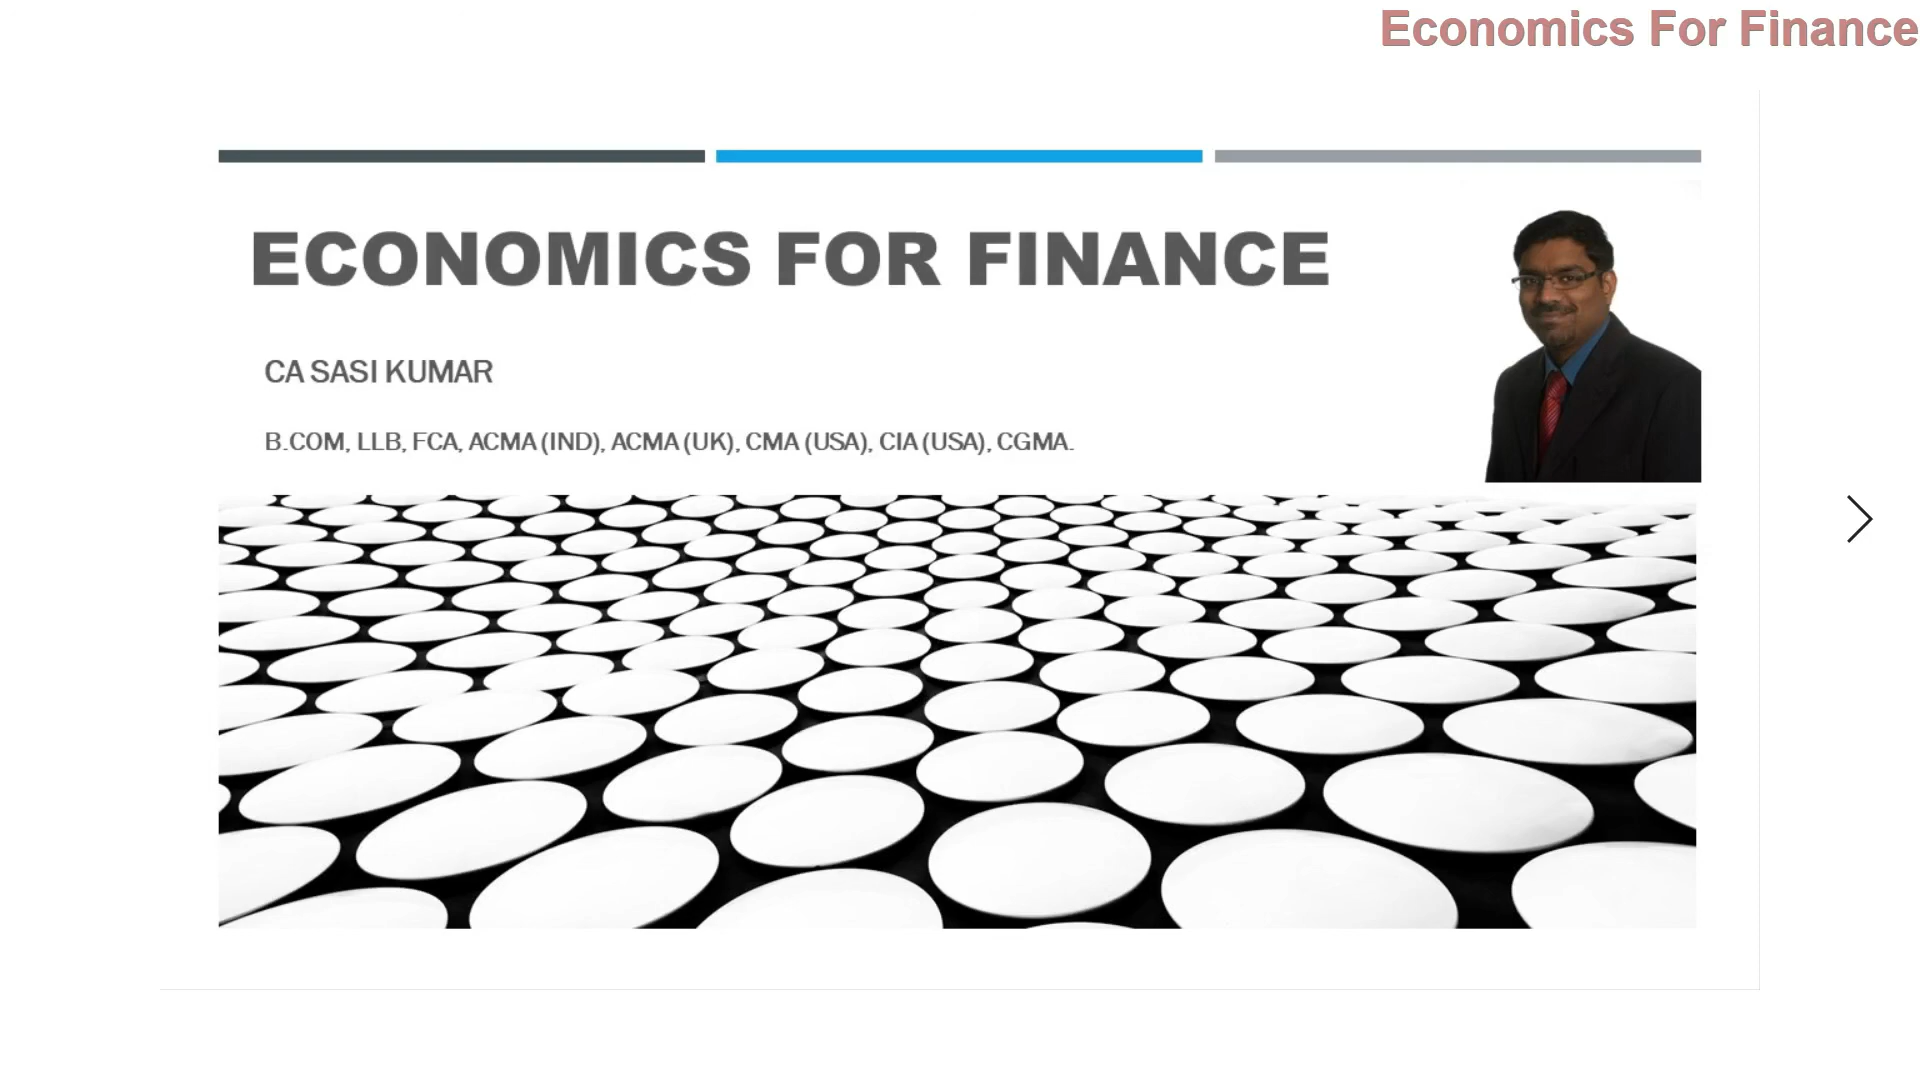 Economics For Finance
ECONOMICS FOR FINANCE
CA SASI KUMAR
B.COM, LLB, FCA, ACMA (IND), ACMA (UK), CMA (USA), CIA (USA), CGMA.